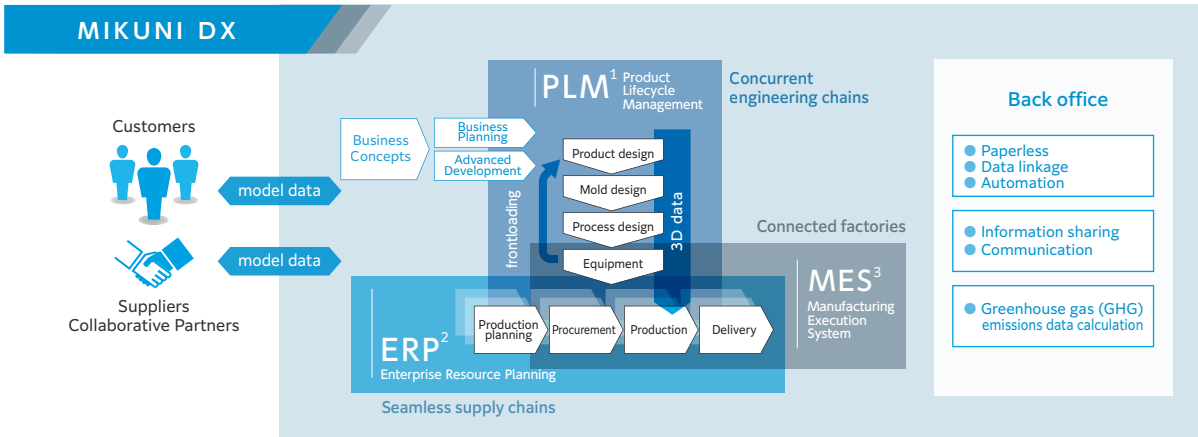 MIKUNI DX
Customers
model data
model data
Suppliers
Collaborative Partners
Business
Concepts
Business
Planning
Advanced
Development
PLM1 Product
Lifecycle
Management
Concurrent
engineering chains
Product design
Mold design
Process design
Equipment
frontloading
3D data
Connected factories
MES3
Manufacturing
Execution
System
Production
planning
Procurement
Production
Delivery
ERP2
Enterprise Resource Planning
Seamless supply chains
Back office
Paperless
Data linkage
Automation
Information sharing
Communication
Greenhouse gas (GHG)
emissions data calculation